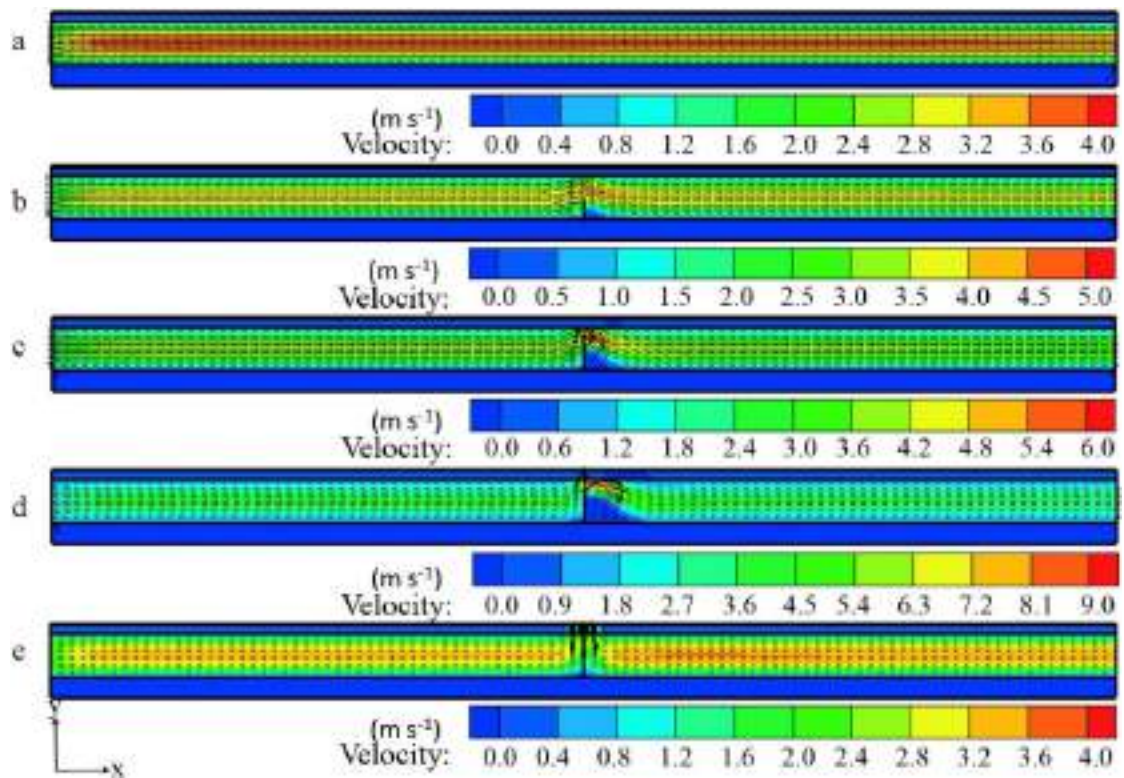 a
(m s⁻¹)
Velocity: 0.0 0.4 0.8 1.2 1.6 2.0 2.4 2.8 3.2 3.6 4.0
b
(m s⁻¹)
Velocity: 0.0 0.5 1.0 1.5 2.0 2.5 3.0 3.5 4.0 4.5 5.0
c
(m s⁻¹)
Velocity: 0.0 0.6 1.2 1.8 2.4 3.0 3.6 4.2 4.8 5.4 6.0
d
(m s⁻¹)
Velocity: 0.0 0.9 1.8 2.7 3.6 4.5 5.4 6.3 7.2 8.1 9.0
e
Y
(m s⁻¹)
Velocity: 0.0 0.4 0.8 1.2 1.6 2.0 2.4 2.8 3.2 3.6 4.0
X